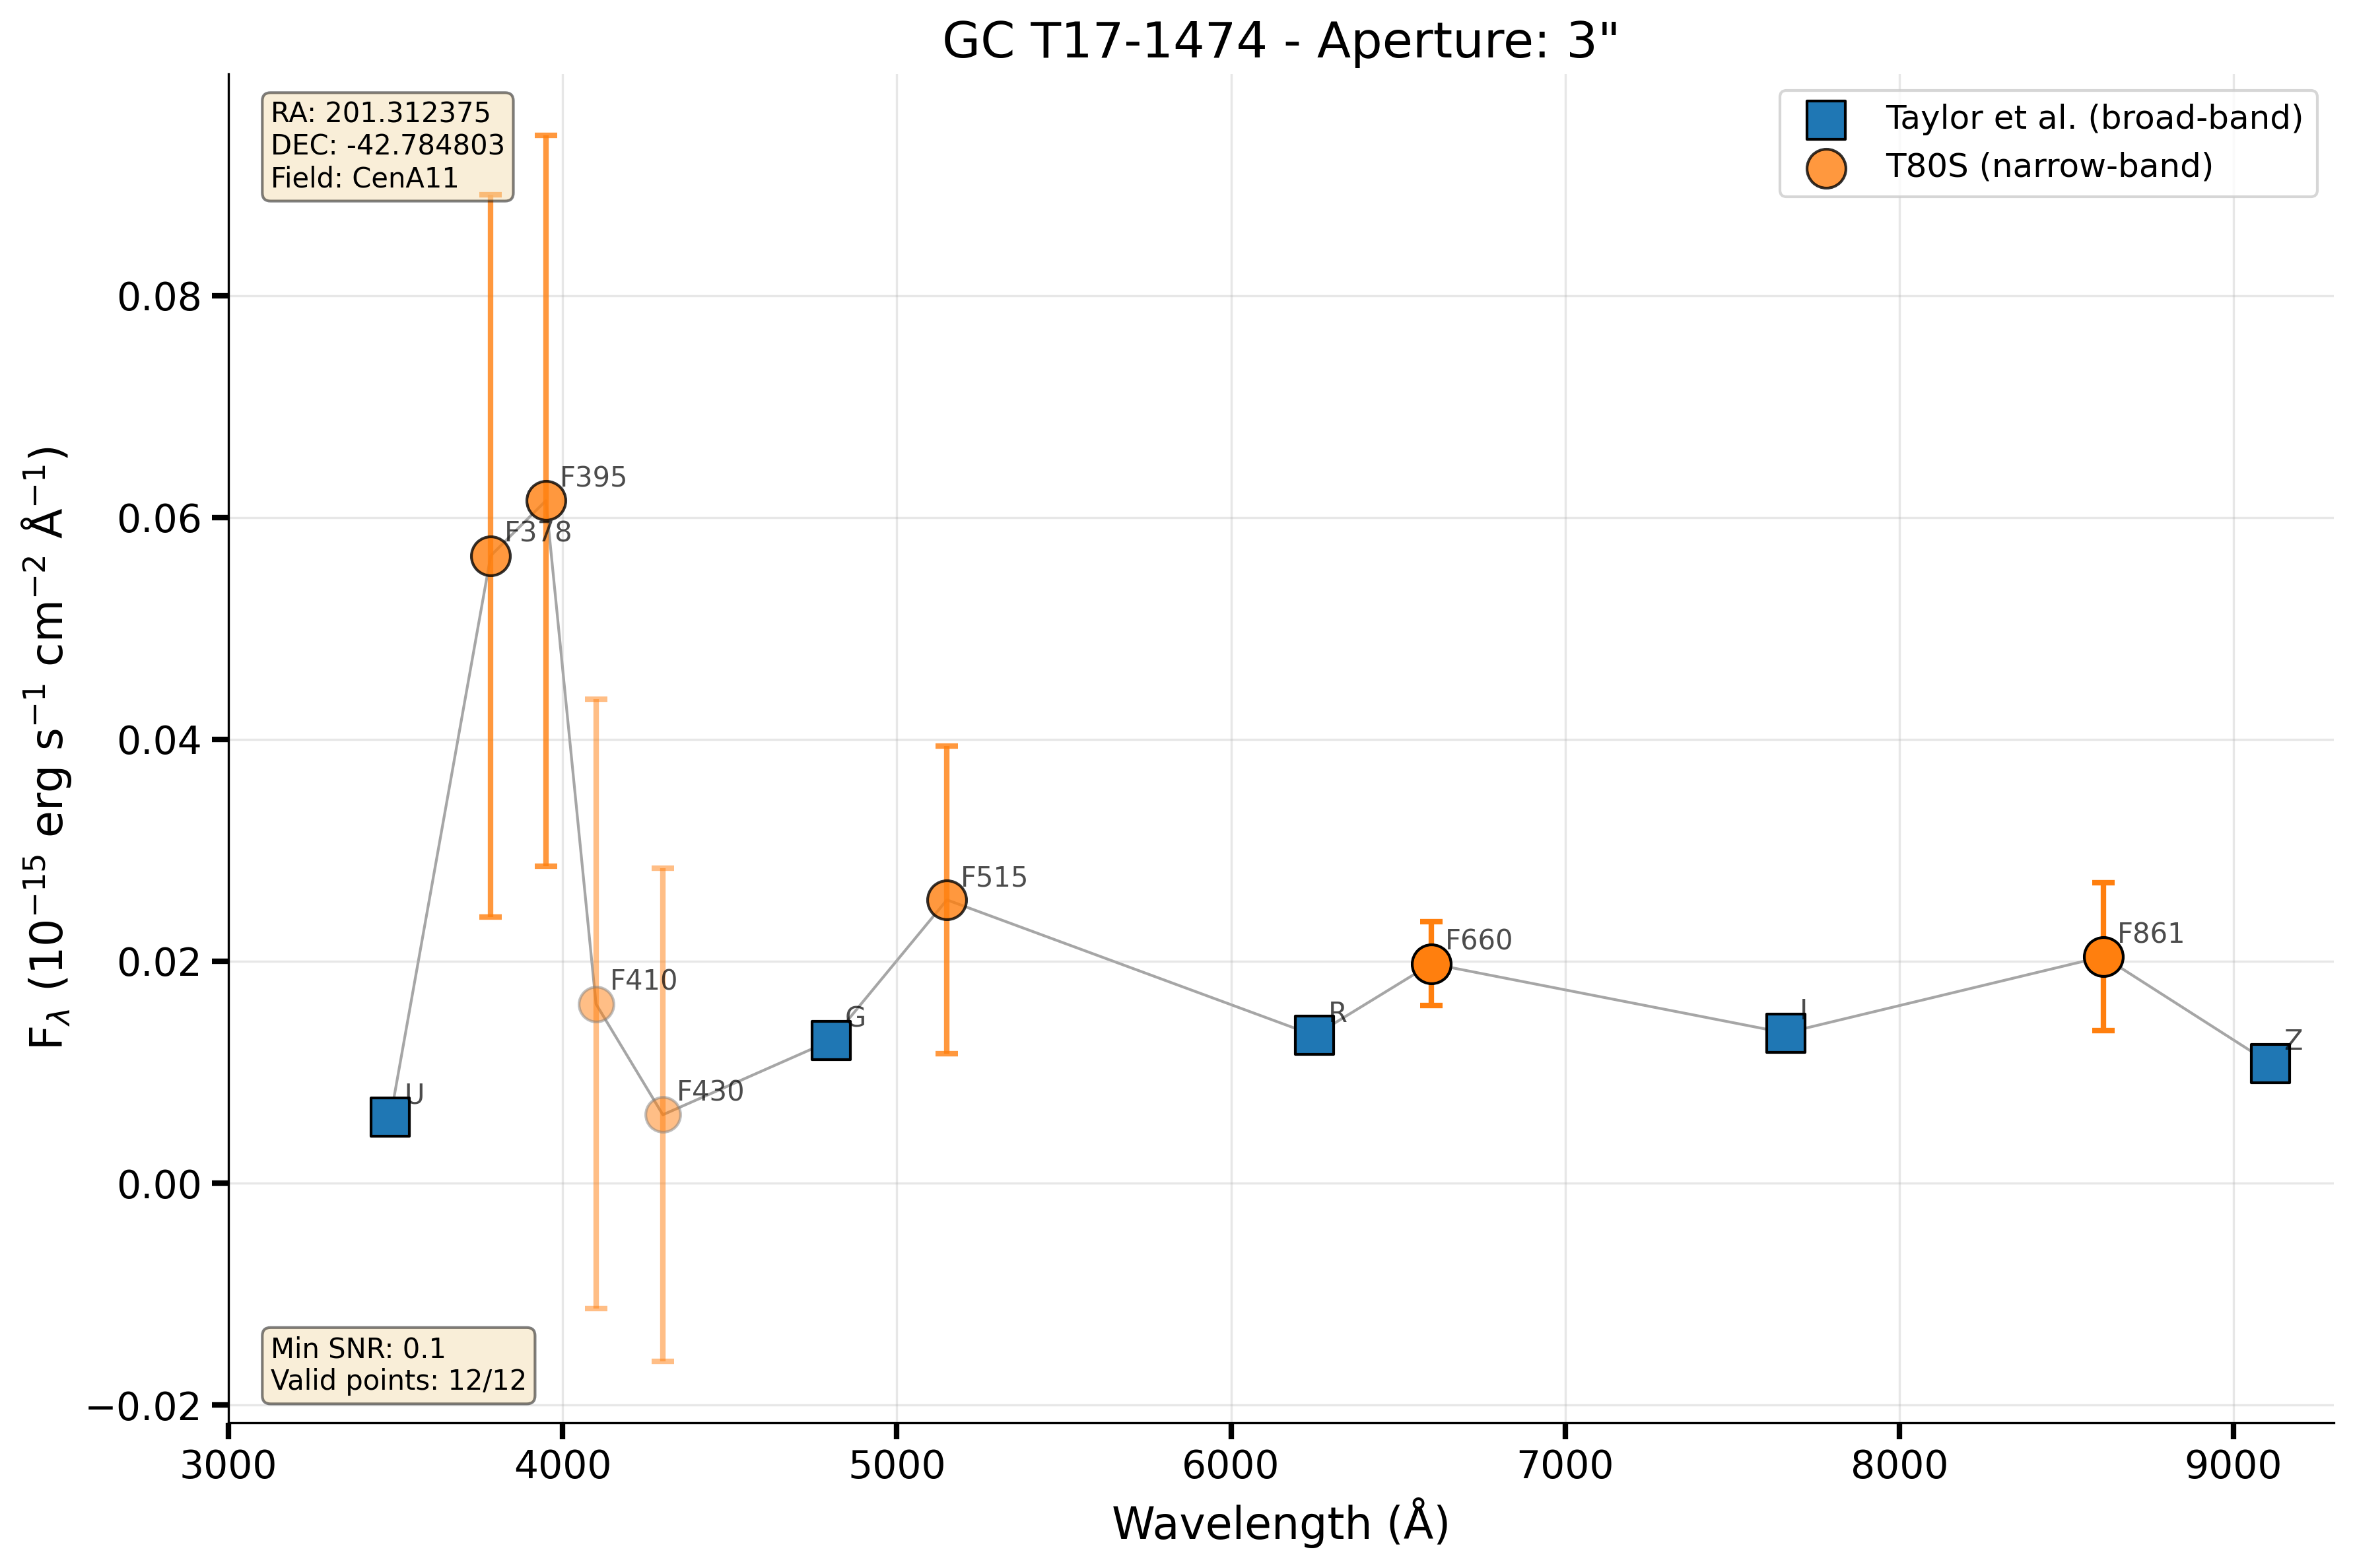 GC T17-1474 - Aperture: 3"
RA: 201.312375
DEC: -42.784803
Field: CenA11
Taylor et al. (broad-band)
T80S (narrow-band)
F$_{λ}$ (10$^{-15}$ erg s$^{-1}$ cm$^{-2}$ Å$^{-1}$)
0.08
0.06
0.04
0.02
0.00
−0.02
U
F378
F395
F410
F430
G
F515
R
F660
I
F861
Z
Min SNR: 0.1
Valid points: 12/12
3000
4000
5000
6000
7000
8000
9000
Wavelength (Å)